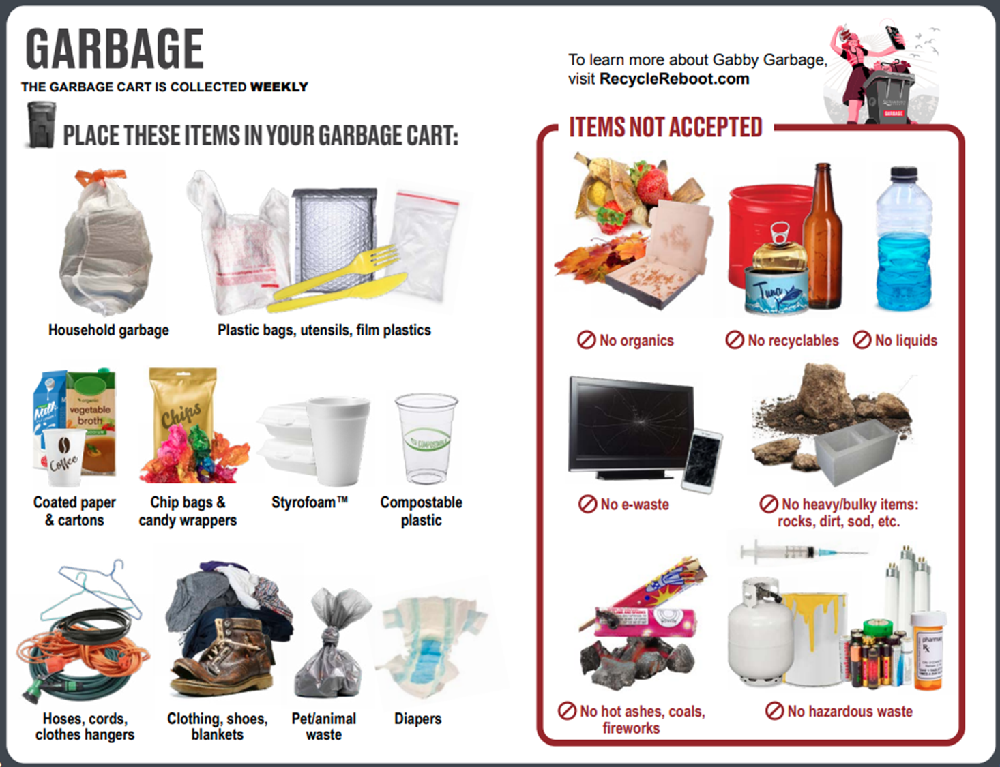 GARBAGE
THE GARBAGE CART IS COLLECTED WEEKLY
To learn more about Gabby Garbage,
visit RecycleReboot.com
GARBAGE
PLACE THESE ITEMS IN YOUR GARBAGE CART:
Household garbage
Plastic bags, utensils, film plastics
Milk
organic
vegetable
broth
Coffee
Chips
COMPOSTABLE
Coated paper
& cartons
Chip bags &
candy wrappers
Styrofoam™
Compostable
plastic
Hoses, cords,
clothes hangers
Clothing, shoes,
blankets
Pet/animal
waste
Diapers
ITEMS NOT ACCEPTED
Tuna
No organics
No recyclables
No liquids
No e-waste
No heavy/bulky items:
rocks, dirt, sod, etc.
pharmacy
Rx
No hot ashes, coals,
fireworks
No hazardous waste